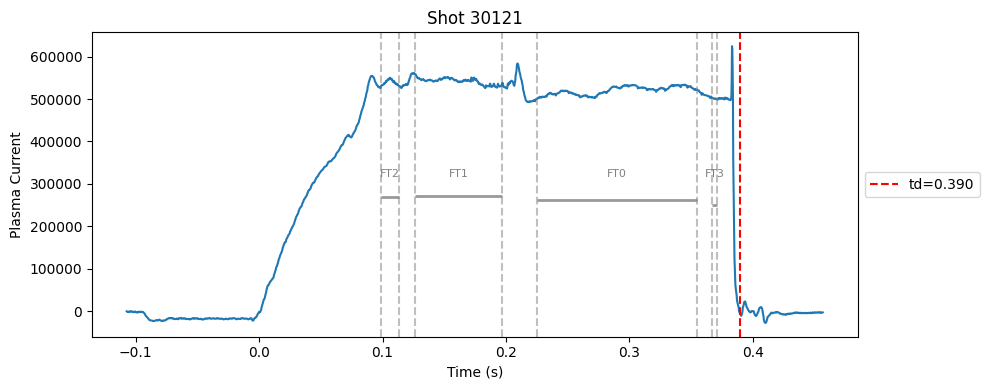 Shot 30121
Plasma Current
600000
500000
400000
300000
200000
100000
0
FT2
FT1
FT0
FT3
td=0.390
−0.1
0.0
0.1
0.2
0.3
0.4
Time (s)